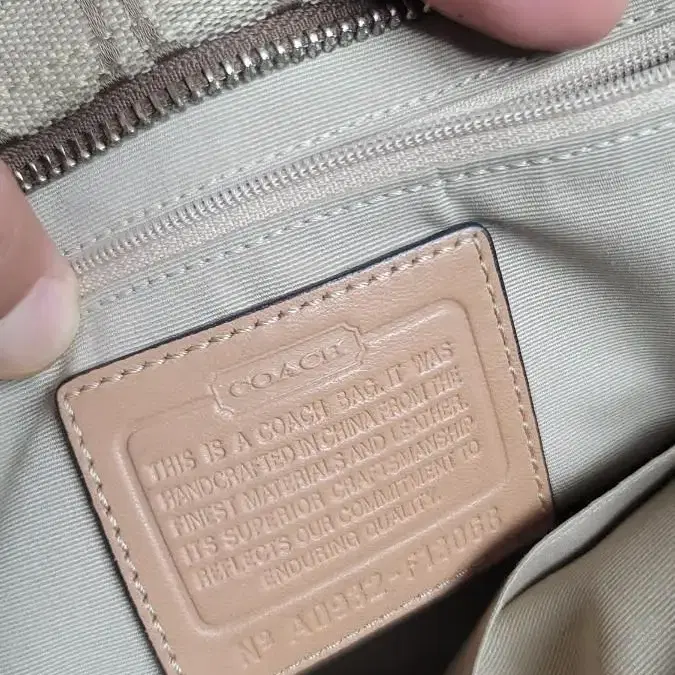 COACH
THIS IS A COACH BAG. IT WAS
HANDCRAFTED IN CHINA FROM THE
FINEST MATERIALS AND LEATHER.
ITS SUPERIOR CRAFTSMANSHIP
REFLECTS OUR COMMITMENT TO
ENDURING QUALITY.
Nº A0932-F13066